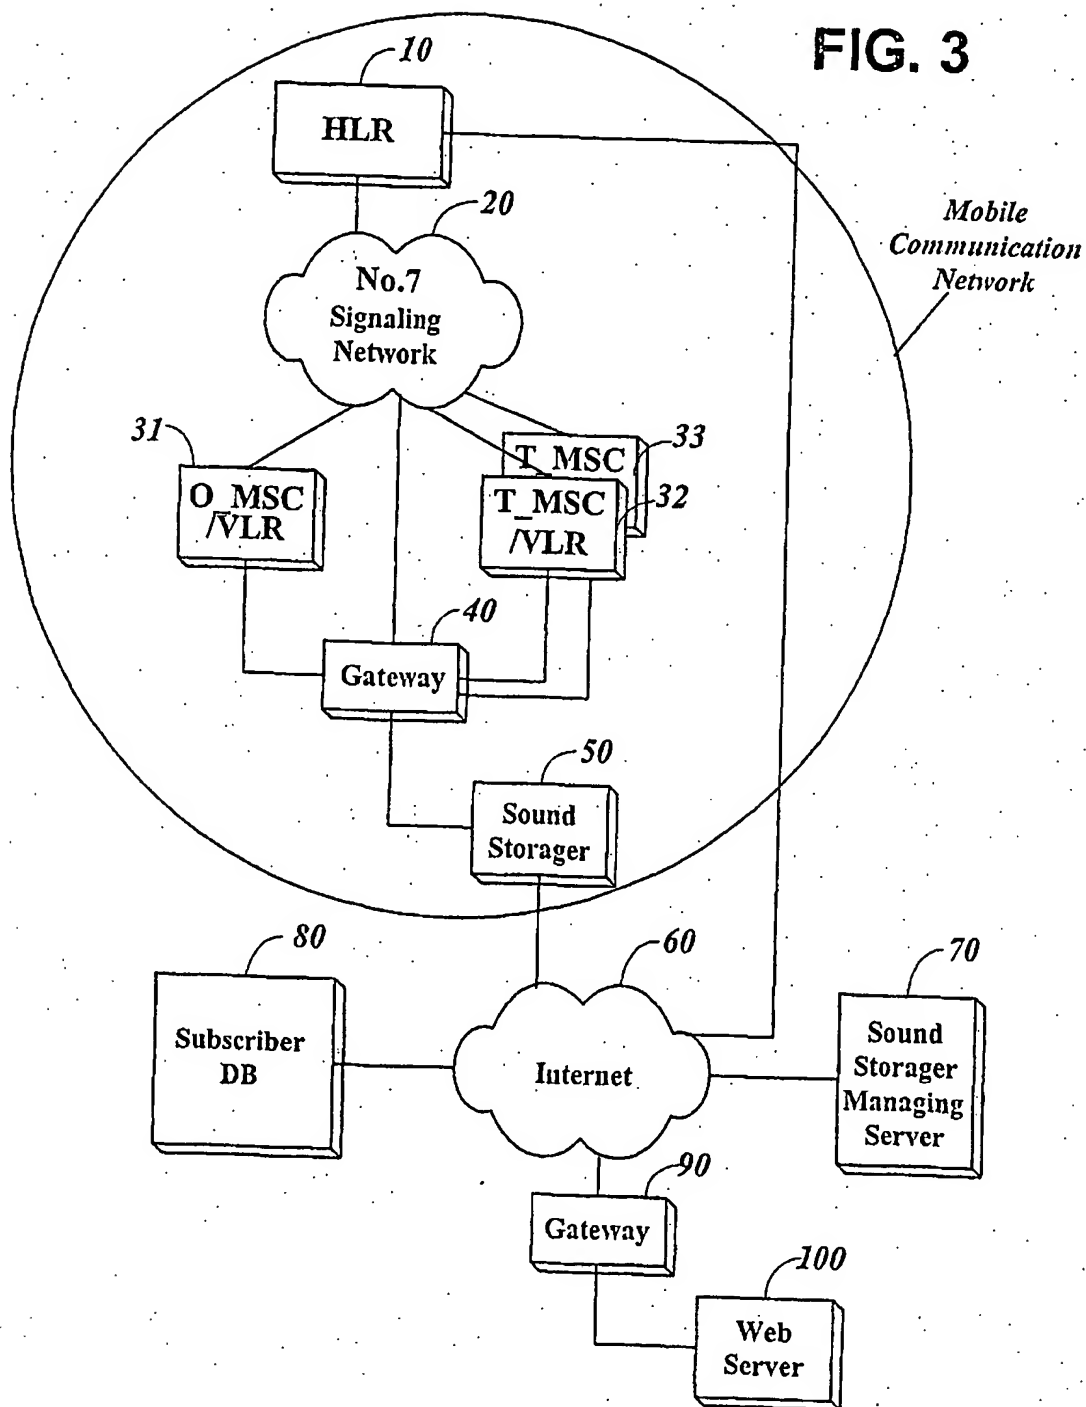 FIG. 3
10
HLR
20
No.7
Signaling
Network
Mobile
Communication
Network
31
O_MSC
/VLR
33
T_MSC
32
T_MSC
/VLR
40
Gateway
50
Sound
Storager
80
Subscriber
DB
60
Internet
70
Sound
Storager
Managing
Server
90
Gateway
100
Web
Server